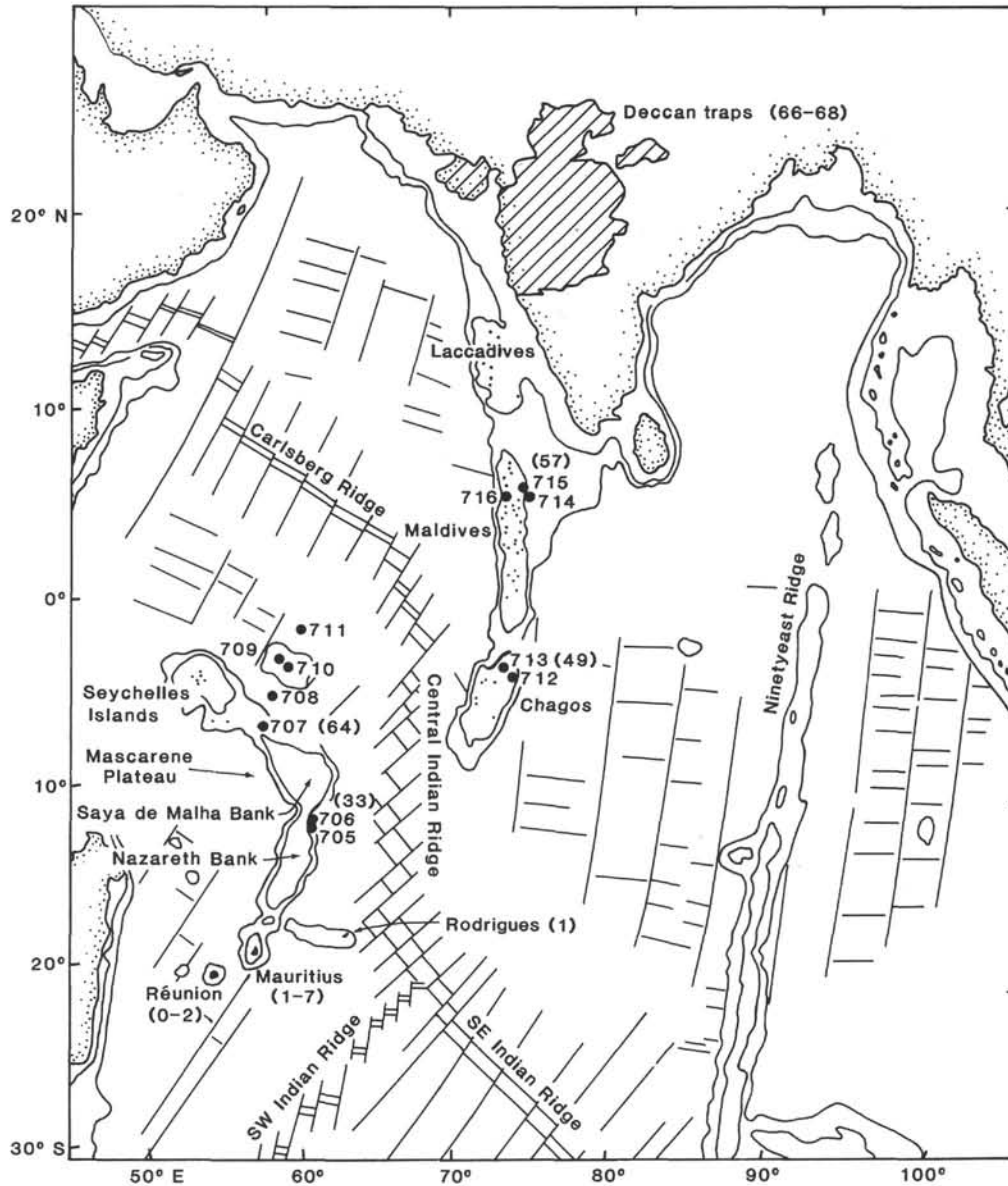 Deccan traps (66-68)
20° N
Laccadives
10°
Carlsberg Ridge
(57)
715
716
714
Maldives
Ninetyeast Ridge
0°
711
709
710
713 (49)
712
Seychelles
Islands
708
Chagos
707 (64)
Central Indian Ridge
Mascarene
Plateau
10°
(33)
Saya de Malha Bank
706
705
Nazareth Bank
Rodrigues (1)
20°
Mauritius
(1-7)
Réunion
(0-2)
SW Indian Ridge
SE Indian Ridge
30° S
50° E
60°
70°
80°
90°
100°